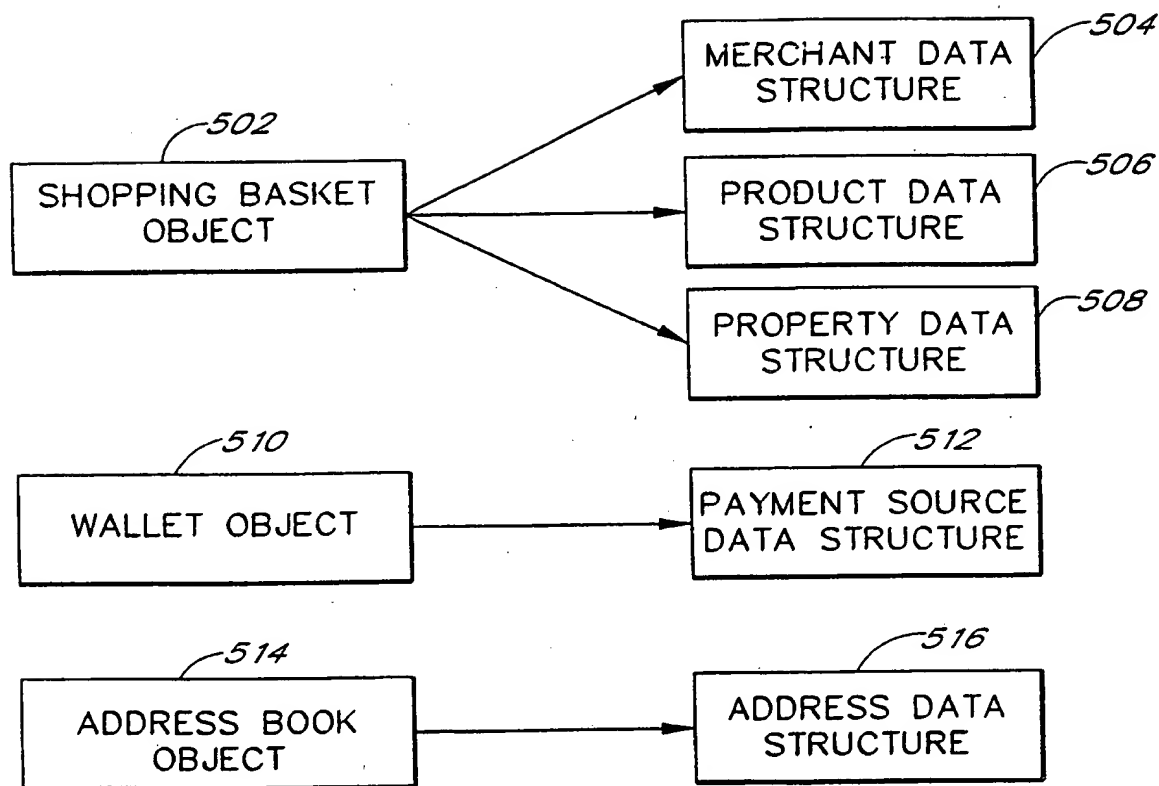 504
MERCHANT DATA
STRUCTURE
502
SHOPPING BASKET
OBJECT
506
PRODUCT DATA
STRUCTURE
508
PROPERTY DATA
STRUCTURE
510
WALLET OBJECT
512
PAYMENT SOURCE
DATA STRUCTURE
514
ADDRESS BOOK
OBJECT
516
ADDRESS DATA
STRUCTURE